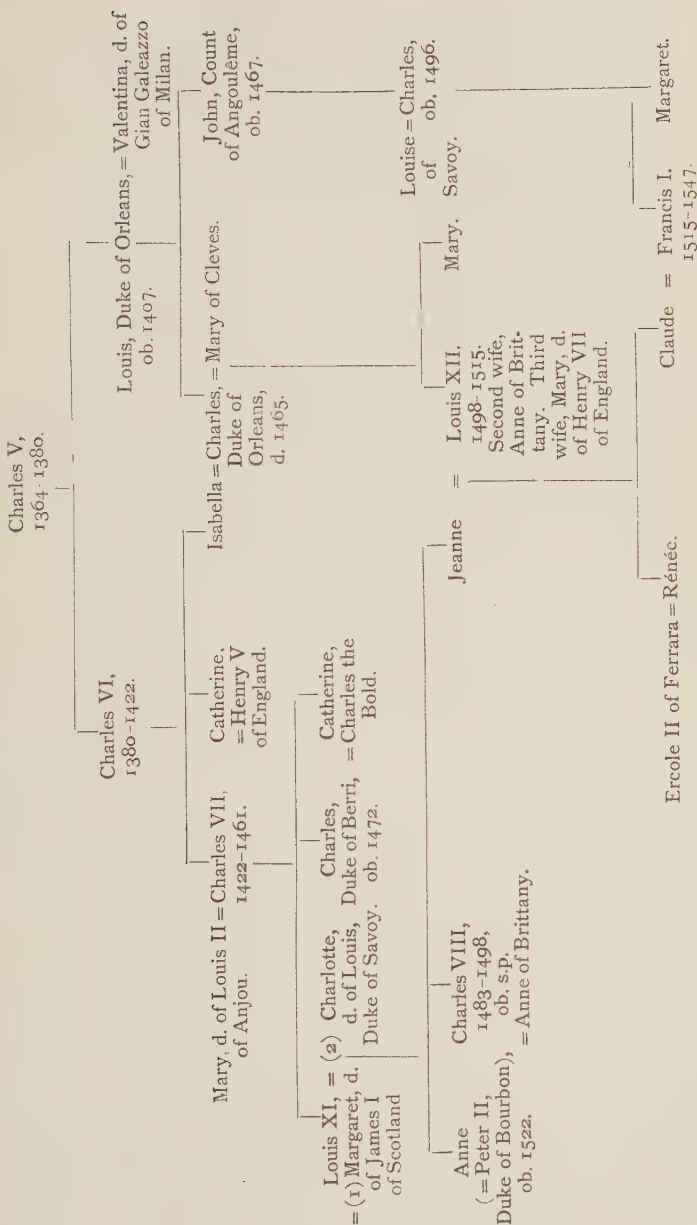 Charles V,
1364-1380.
Charles VI,
1380-1422.
Louis, Duke of Orleans, = Valentina, d. of
ob. 1407.
Gian Galeazzo
of Milan.
Mary, d. of Louis II = Charles VII,
of Anjou.
1422-1461.
Catherine,
= Henry V
of England.
Isabella = Charles, = Mary of Cleves.
Duke of
Orleans,
d. 1465.
John, Count
of Angoulême,
ob. 1467.
Louis XI, = (2) Charlotte,
d. of Louis,
Duke of Savoy.
= (1) Margaret, d.
of James I
of Scotland
Charles,
Duke of Berri,
ob. 1472.
Catherine,
= Charles the
Bold.
Louise = Charles,
of
Savoy.
ob. 1496.
Anne
(= Peter II,
Duke of Bourbon),
ob. 1522.
Charles VIII,
1483-1498,
ob. s.p.
= Anne of Brittany.
Jeanne = Louis XII.
1498-1515.
Second wife,
Anne of Brit-
tany. Third
wife, Mary, d.
of Henry VII
of England.
Mary.
Ercole II of Ferrara = Rénéc.
Claude = Francis I.
1515-1547.
Margaret.